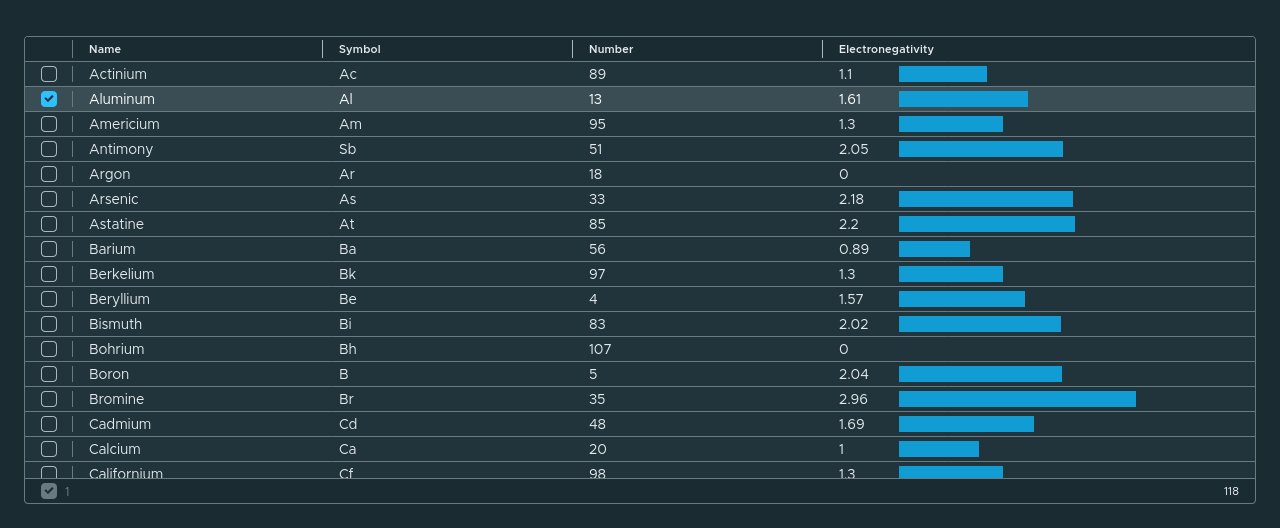 Name Symbol Number Electronegativity
Actinium Ac 89 1.1
Aluminum Al 13 1.61
Americium Am 95 1.3
Antimony Sb 51 2.05
Argon Ar 18 0
Arsenic As 33 2.18
Astatine At 85 2.2
Barium Ba 56 0.89
Berkelium Bk 97 1.3
Beryllium Be 4 1.57
Bismuth Bi 83 2.02
Bohrium Bh 107 0
Boron B 5 2.04
Bromine Br 35 2.96
Cadmium Cd 48 1.69
Calcium Ca 20 1
Californium Cf 98 1.3
1 118